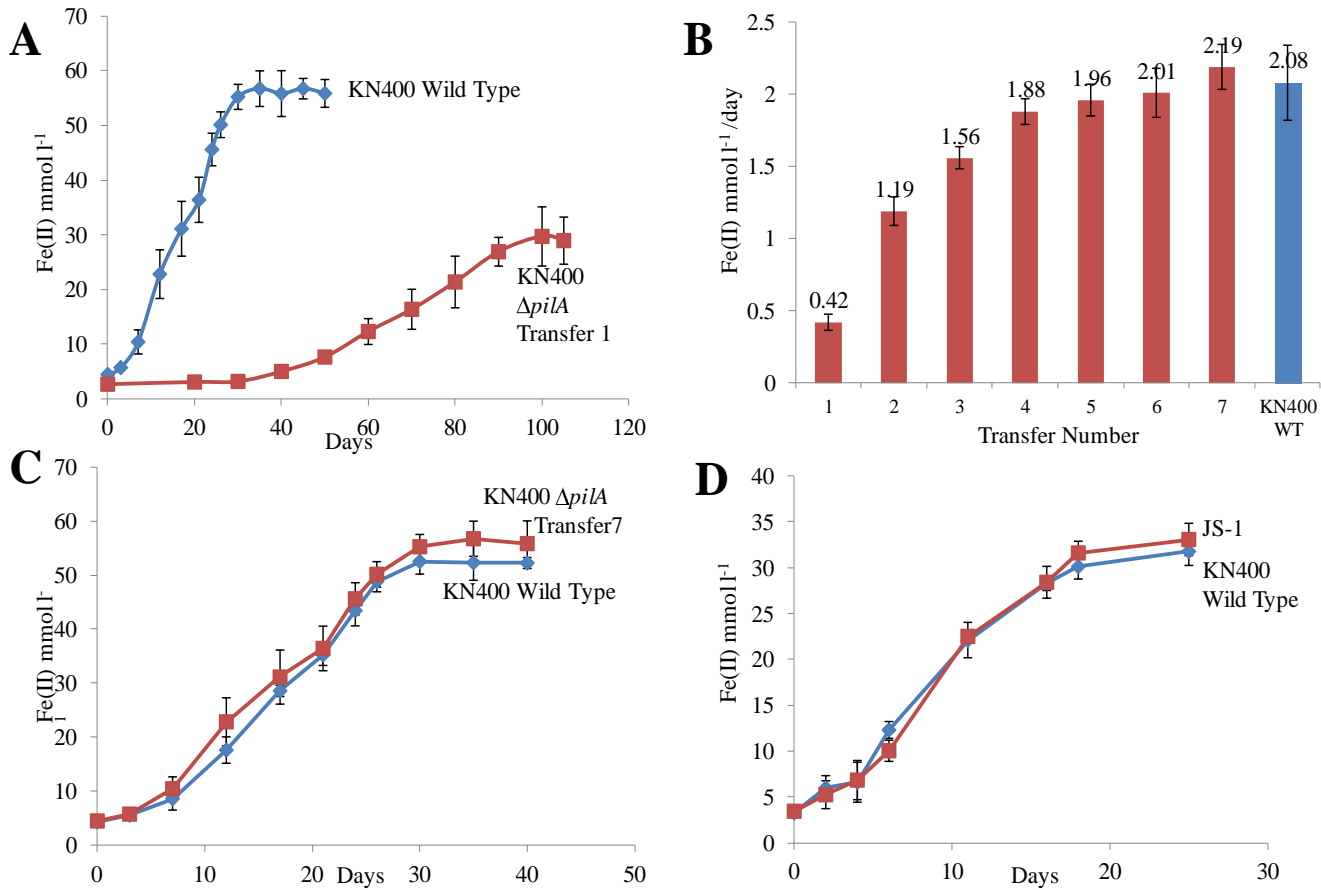 A
70
60
50
40
30
20
10
0
Fe(II) mmol l-1
KN400 Wild Type
KN400
ΔpilA
Transfer 1
0 20 40 60 80 100 120
Days
B
2.5
2
1.5
1
0.5
0
Fe(II) mmol l-1 /day
0.42
1.19
1.56
1.88
1.96
2.01
2.19
2.08
1 2 3 4 5 6 7 KN400
WT
Transfer Number
C
70
60
50
40
30
20
10
0
Fe(II) mmol l-
1
KN400 ΔpilA
Transfer7
KN400 Wild Type
0 10 20 30 40 50
Days
D
40
35
30
25
20
15
10
5
0
Fe(II) mmol l-1
JS-1
KN400
Wild Type
0 10 20 30
Days